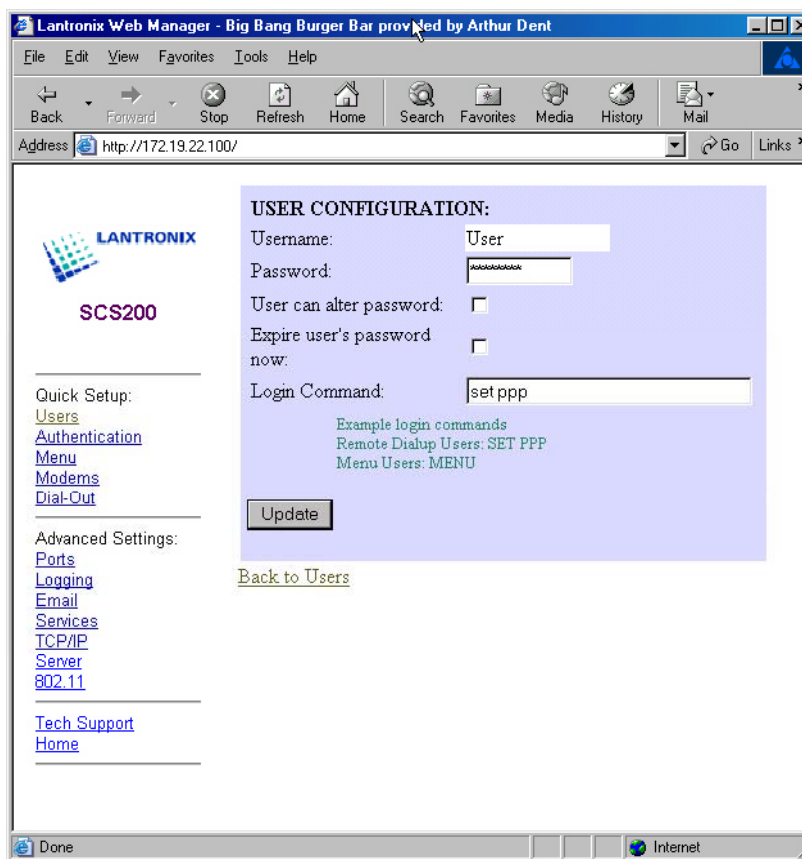 Lantronix Web Manager - Big Bang Burger Bar provided by Arthur Dent
File Edit View Favorites Tools Help
Back Forward Stop Refresh Home Search Favorites Media History Mail
Address http://172.19.22.100/ Go Links
LANTRONIX
SCS200
Quick Setup:
Users
Authentication
Menu
Modems
Dial-Out
Advanced Settings:
Ports
Logging
Email
Services
TCP/IP
Server
802.11
Tech Support
Home
USER CONFIGURATION:
Username: User
Password: *********
User can alter password:
Expire user's password
now:
Login Command: set ppp
Example login commands
Remote Dialup Users: SET PPP
Menu Users: MENU
Update
Back to Users
Done Internet